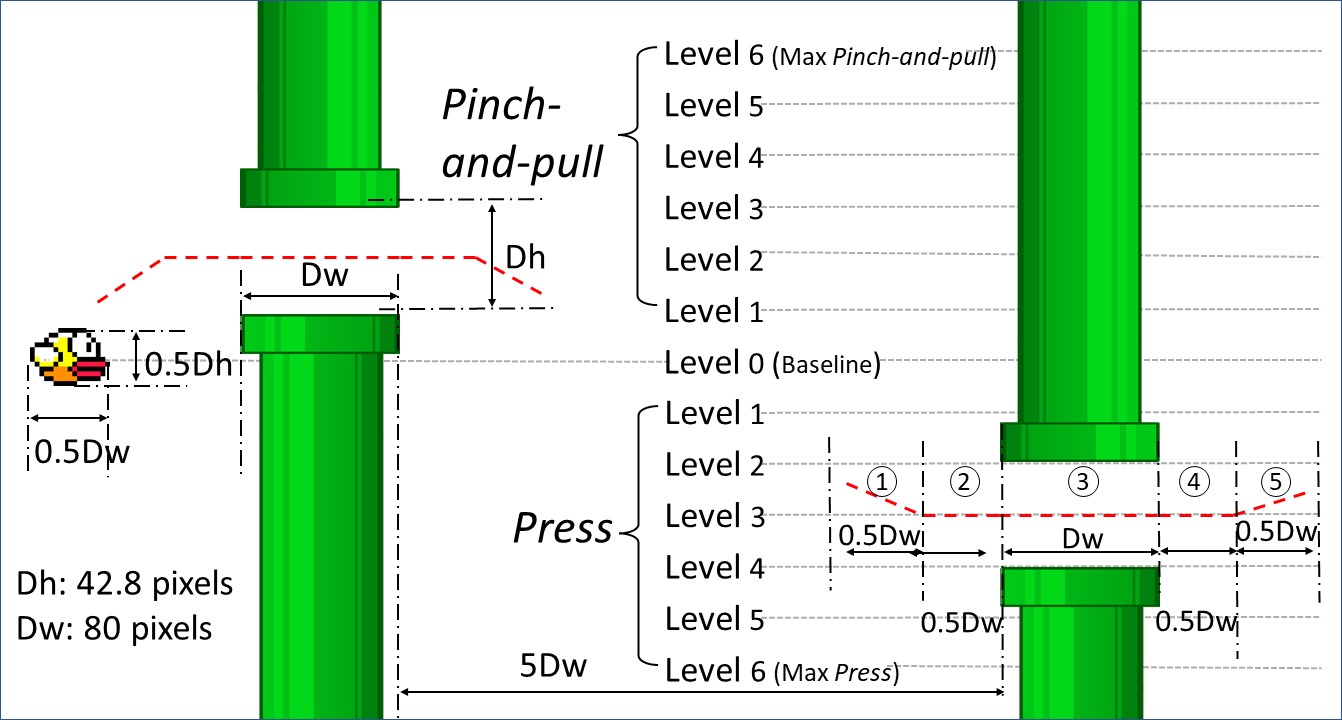 Level 6 (Max Pinch-and-pull)
Level 5
Level 4
Level 3
Level 2
Level 1
Pinch-
and-pull
Dh
Dw
0.5Dh
0.5Dw
Level 0 (Baseline)
Level 1
Level 2
Level 3
Level 4
Level 5
Level 6 (Max Press)
Press
① ② ③ ④ ⑤
0.5Dw
Dw
0.5Dw
0.5Dw
0.5Dw
Dh: 42.8 pixels
Dw: 80 pixels
5Dw